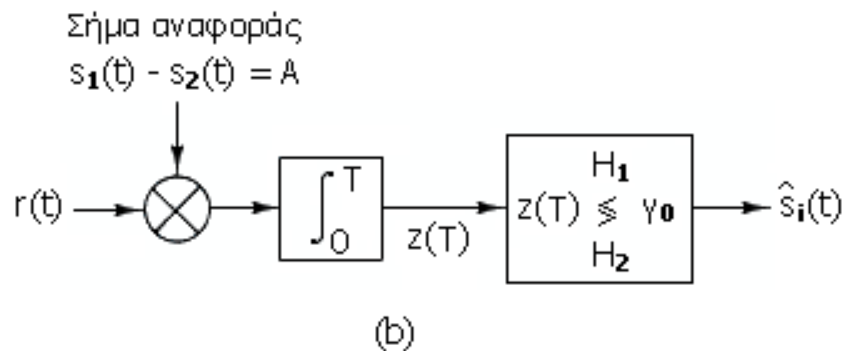 Σήμα αναφοράς
s₁(t) - s₂(t) = A
r(t)
∫₀ᵀ
z(T)
H₁
z(T) ≶ γ₀
H₂
ŝᵢ(t)
(b)